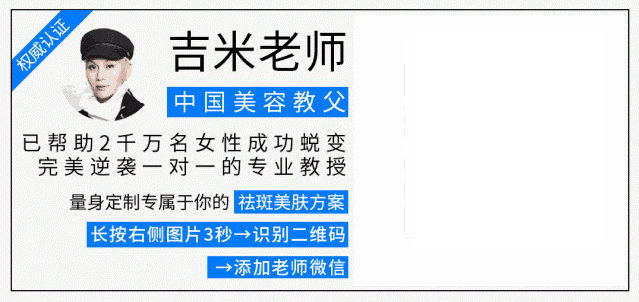 权威认证
吉米老师
中国美容教父
已帮助2千万名女性成功蜕变
完美逆袭一对一的专业教授
量身定制专属于你的 祛斑美肤方案
长按右侧图片3秒→识别二维码
→添加老师微信